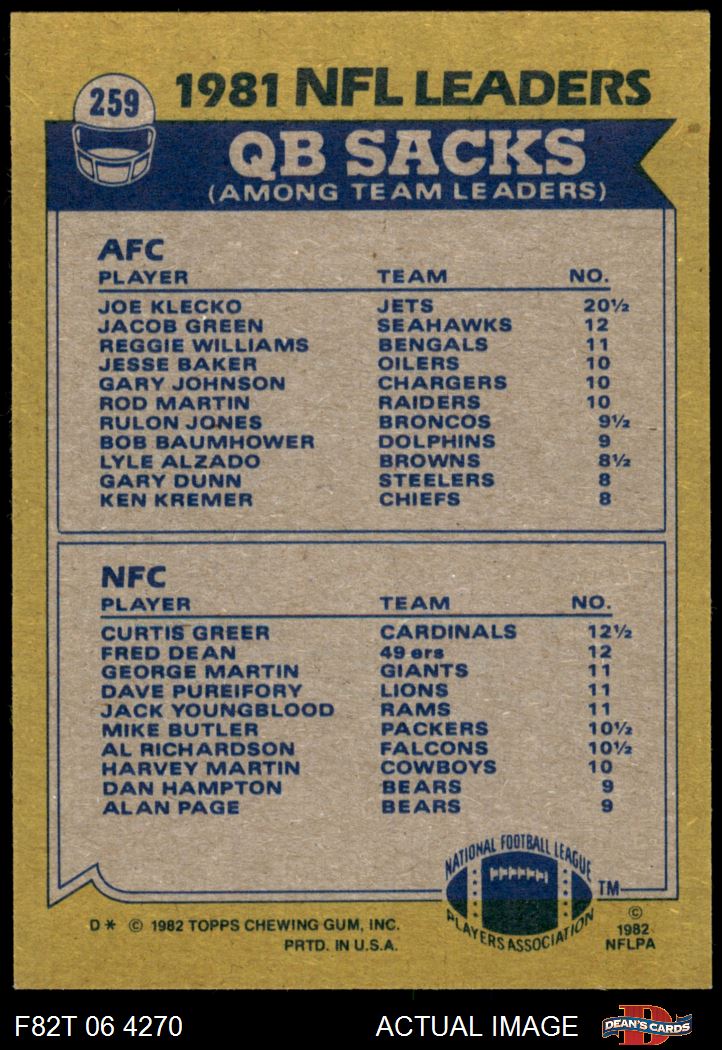 259
1981 NFL LEADERS
QB SACKS
(AMONG TEAM LEADERS)
AFC
PLAYER TEAM NO.
JOE KLECKO JETS 20½
JACOB GREEN SEAHAWKS 12
REGGIE WILLIAMS BENGALS 11
JESSE BAKER OILERS 10
GARY JOHNSON CHARGERS 10
ROD MARTIN RAIDERS 10
RULON JONES BRONCOS 9½
BOB BAUMHOWER DOLPHINS 9
LYLE ALZADO BROWNS 8½
GARY DUNN STEELERS 8
KEN KREMER CHIEFS 8
NFC
PLAYER TEAM NO.
CURTIS GREER CARDINALS 12½
FRED DEAN 49ers 12
GEORGE MARTIN GIANTS 11
DAVE PUREIFORY LIONS 11
JACK YOUNGBLOOD RAMS 11
MIKE BUTLER PACKERS 10½
AL RICHARDSON FALCONS 10½
HARVEY MARTIN COWBOYS 10
DAN HAMPTON BEARS 9
ALAN PAGE BEARS 9
NATIONAL FOOTBALL LEAGUE
PLAYERS ASSOCIATION
TM
D * © 1982 TOPPS CHEWING GUM, INC.
PRTD. IN U.S.A.
©
1982
NFLPA
F82T 06 4270 ACTUAL IMAGE
D
DEAN'S CARDS